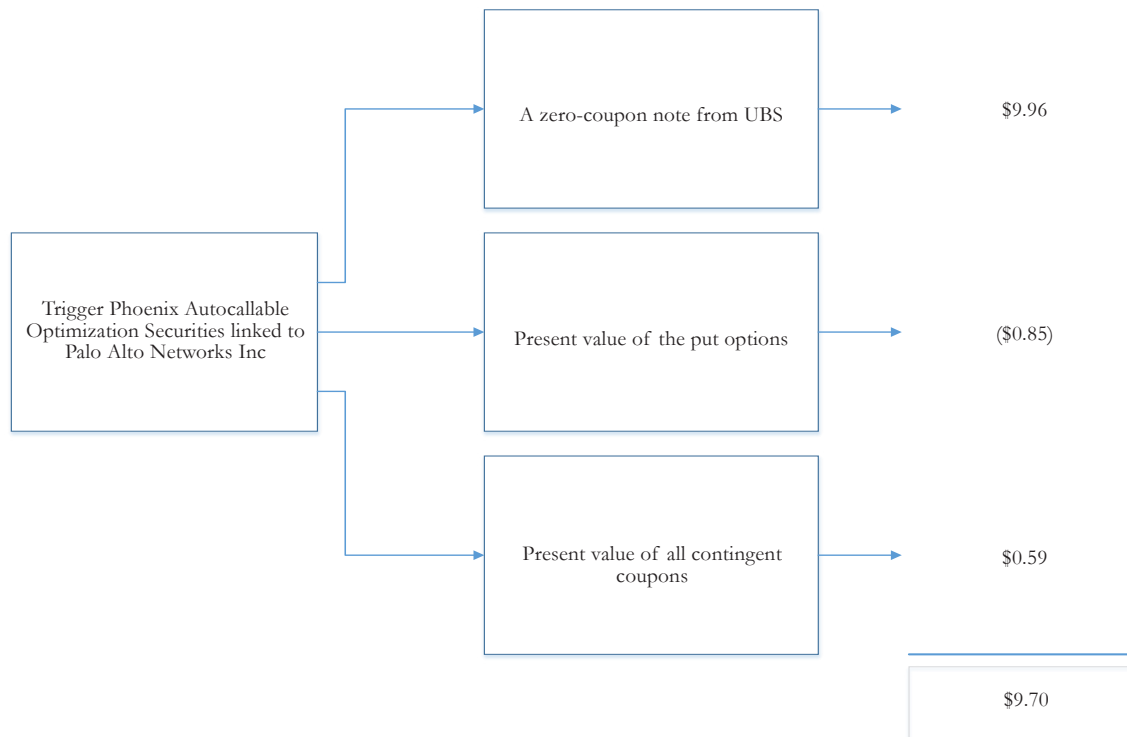 A zero-coupon note from UBS
$9.96
Trigger Phoenix Autocallable
Optimization Securities linked to
Palo Alto Networks Inc
Present value of the put options
($0.85)
Present value of all contingent
coupons
$0.59
$9.70